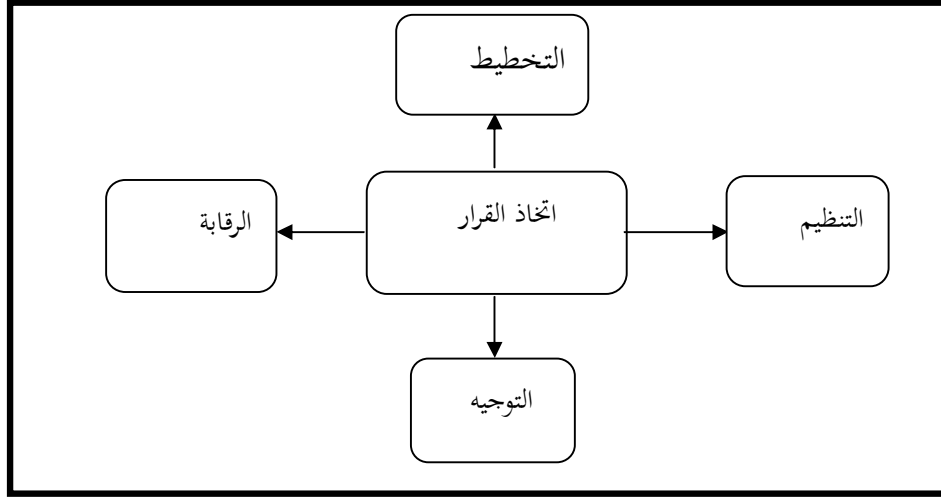 التخطيط
التنظيم
اتخاذ القرار
الرقابة
التوجيه